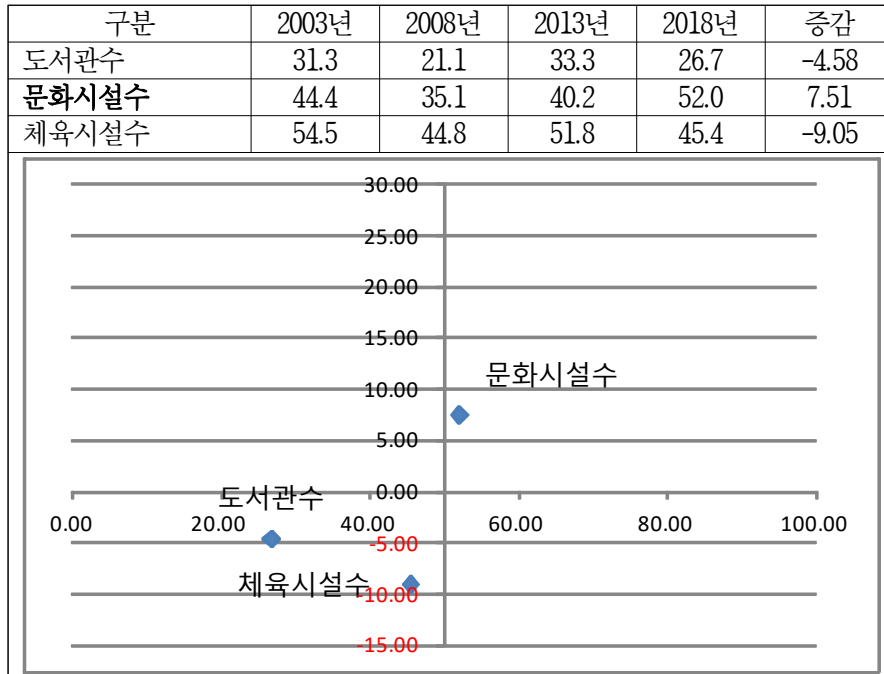 구분 2003년 2008년 2013년 2018년 증감
도서관수 31.3 21.1 33.3 26.7 -4.58
문화시설수 44.4 35.1 40.2 52.0 7.51
체육시설수 54.5 44.8 51.8 45.4 -9.05
30.00
25.00
20.00
15.00
문화시설수
10.00
5.00
도서관수 0.00
0.00 20.00 40.00 60.00 80.00 100.00
-5.00
체육시설수 -10.00
-15.00